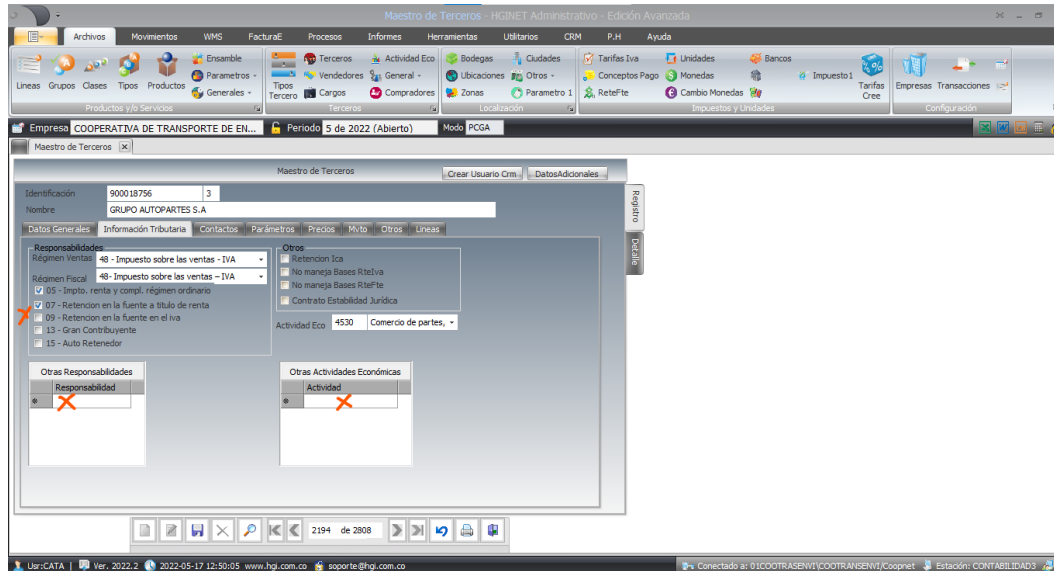 Maestro de Terceros - HGINET Administrativo - Edición Avanzada
Archivos Movimientos WMS FacturaE Procesos Informes Herramientas Utilitarios CRM P.H Ayuda
Ensamble Terceros Actividad Eco Bodegas Ciudades Tarifas Iva Unidades Bancos
Parametros Vendedores General Ubicaciones Otros Conceptos Pago Monedas Impuesto1
Lineas Grupos Clases Tipos Productos Generales Tipos Tercero Cargos Compradores Zonas Parametro 1 ReteFte Cambio Monedas Tarifas Cree Empresas Transacciones
Productos y/o Servicios Terceros Localización Impuestos y Unidades Configuración
Empresa COOPERATIVA DE TRANSPORTE DE EN... Periodo 5 de 2022 (Abierto) Modo PCGA
Maestro de Terceros
Maestro de Terceros Crear Usuario Crm. DatosAdicionales
Identificación 900018756 3
Nombre GRUPO AUTOPARTES S.A
Registro
Detalle
Datos Generales Información Tributaria Contactos Parámetros Precios Mvto Otros Lineas
Responsabilidades Otros
Régimen Ventas 48 - Impuesto sobre las ventas - IVA Retencion Ica
No maneja Bases RteIva
Régimen Fiscal 48- Impuesto sobre las ventas – IVA No maneja Bases RteFte
05 - Impto. renta y compl. régimen ordinario
07 - Retencion en la fuente a titulo de renta Contrato Estabilidad Jurídica
09 - Retencion en la fuente en el iva
13 - Gran Contribuyente Actividad Eco 4530 Comercio de partes,
15 - Auto Retenedor
Otras Responsabilidades Otras Actividades Económicas
Responsabilidad Actividad
2194 de 2808
Usr:CATA | Ver. 2022.2 2022-05-17 12:50:05 www.hgi.com.co soporte@hgi.com.co Conectado a: 01COOTRASENVI\COOTRANSENVI/Coopnet Estación: CONTABILIDAD3